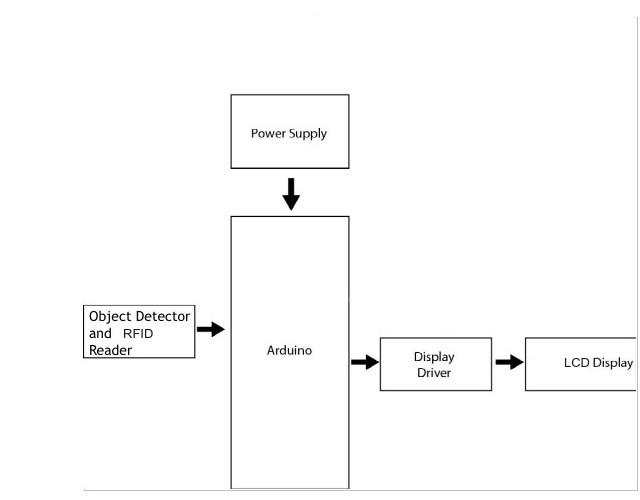 Power Supply
Object Detector
and RFID
Reader
Arduino
Display
Driver
LCD Display